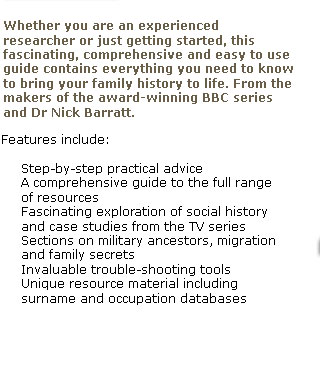 Whether you are an experienced
researcher or just getting started, this
fascinating, comprehensive and easy to use
guide contains everything you need to know
to bring your family history to life. From the
makers of the award-winning BBC series
and Dr Nick Barratt.
Features include:
Step-by-step practical advice
A comprehensive guide to the full range
of resources
Fascinating exploration of social history
and case studies from the TV series
Sections on military ancestors, migration
and family secrets
Invaluable trouble-shooting tools
Unique resource material including
surname and occupation databases